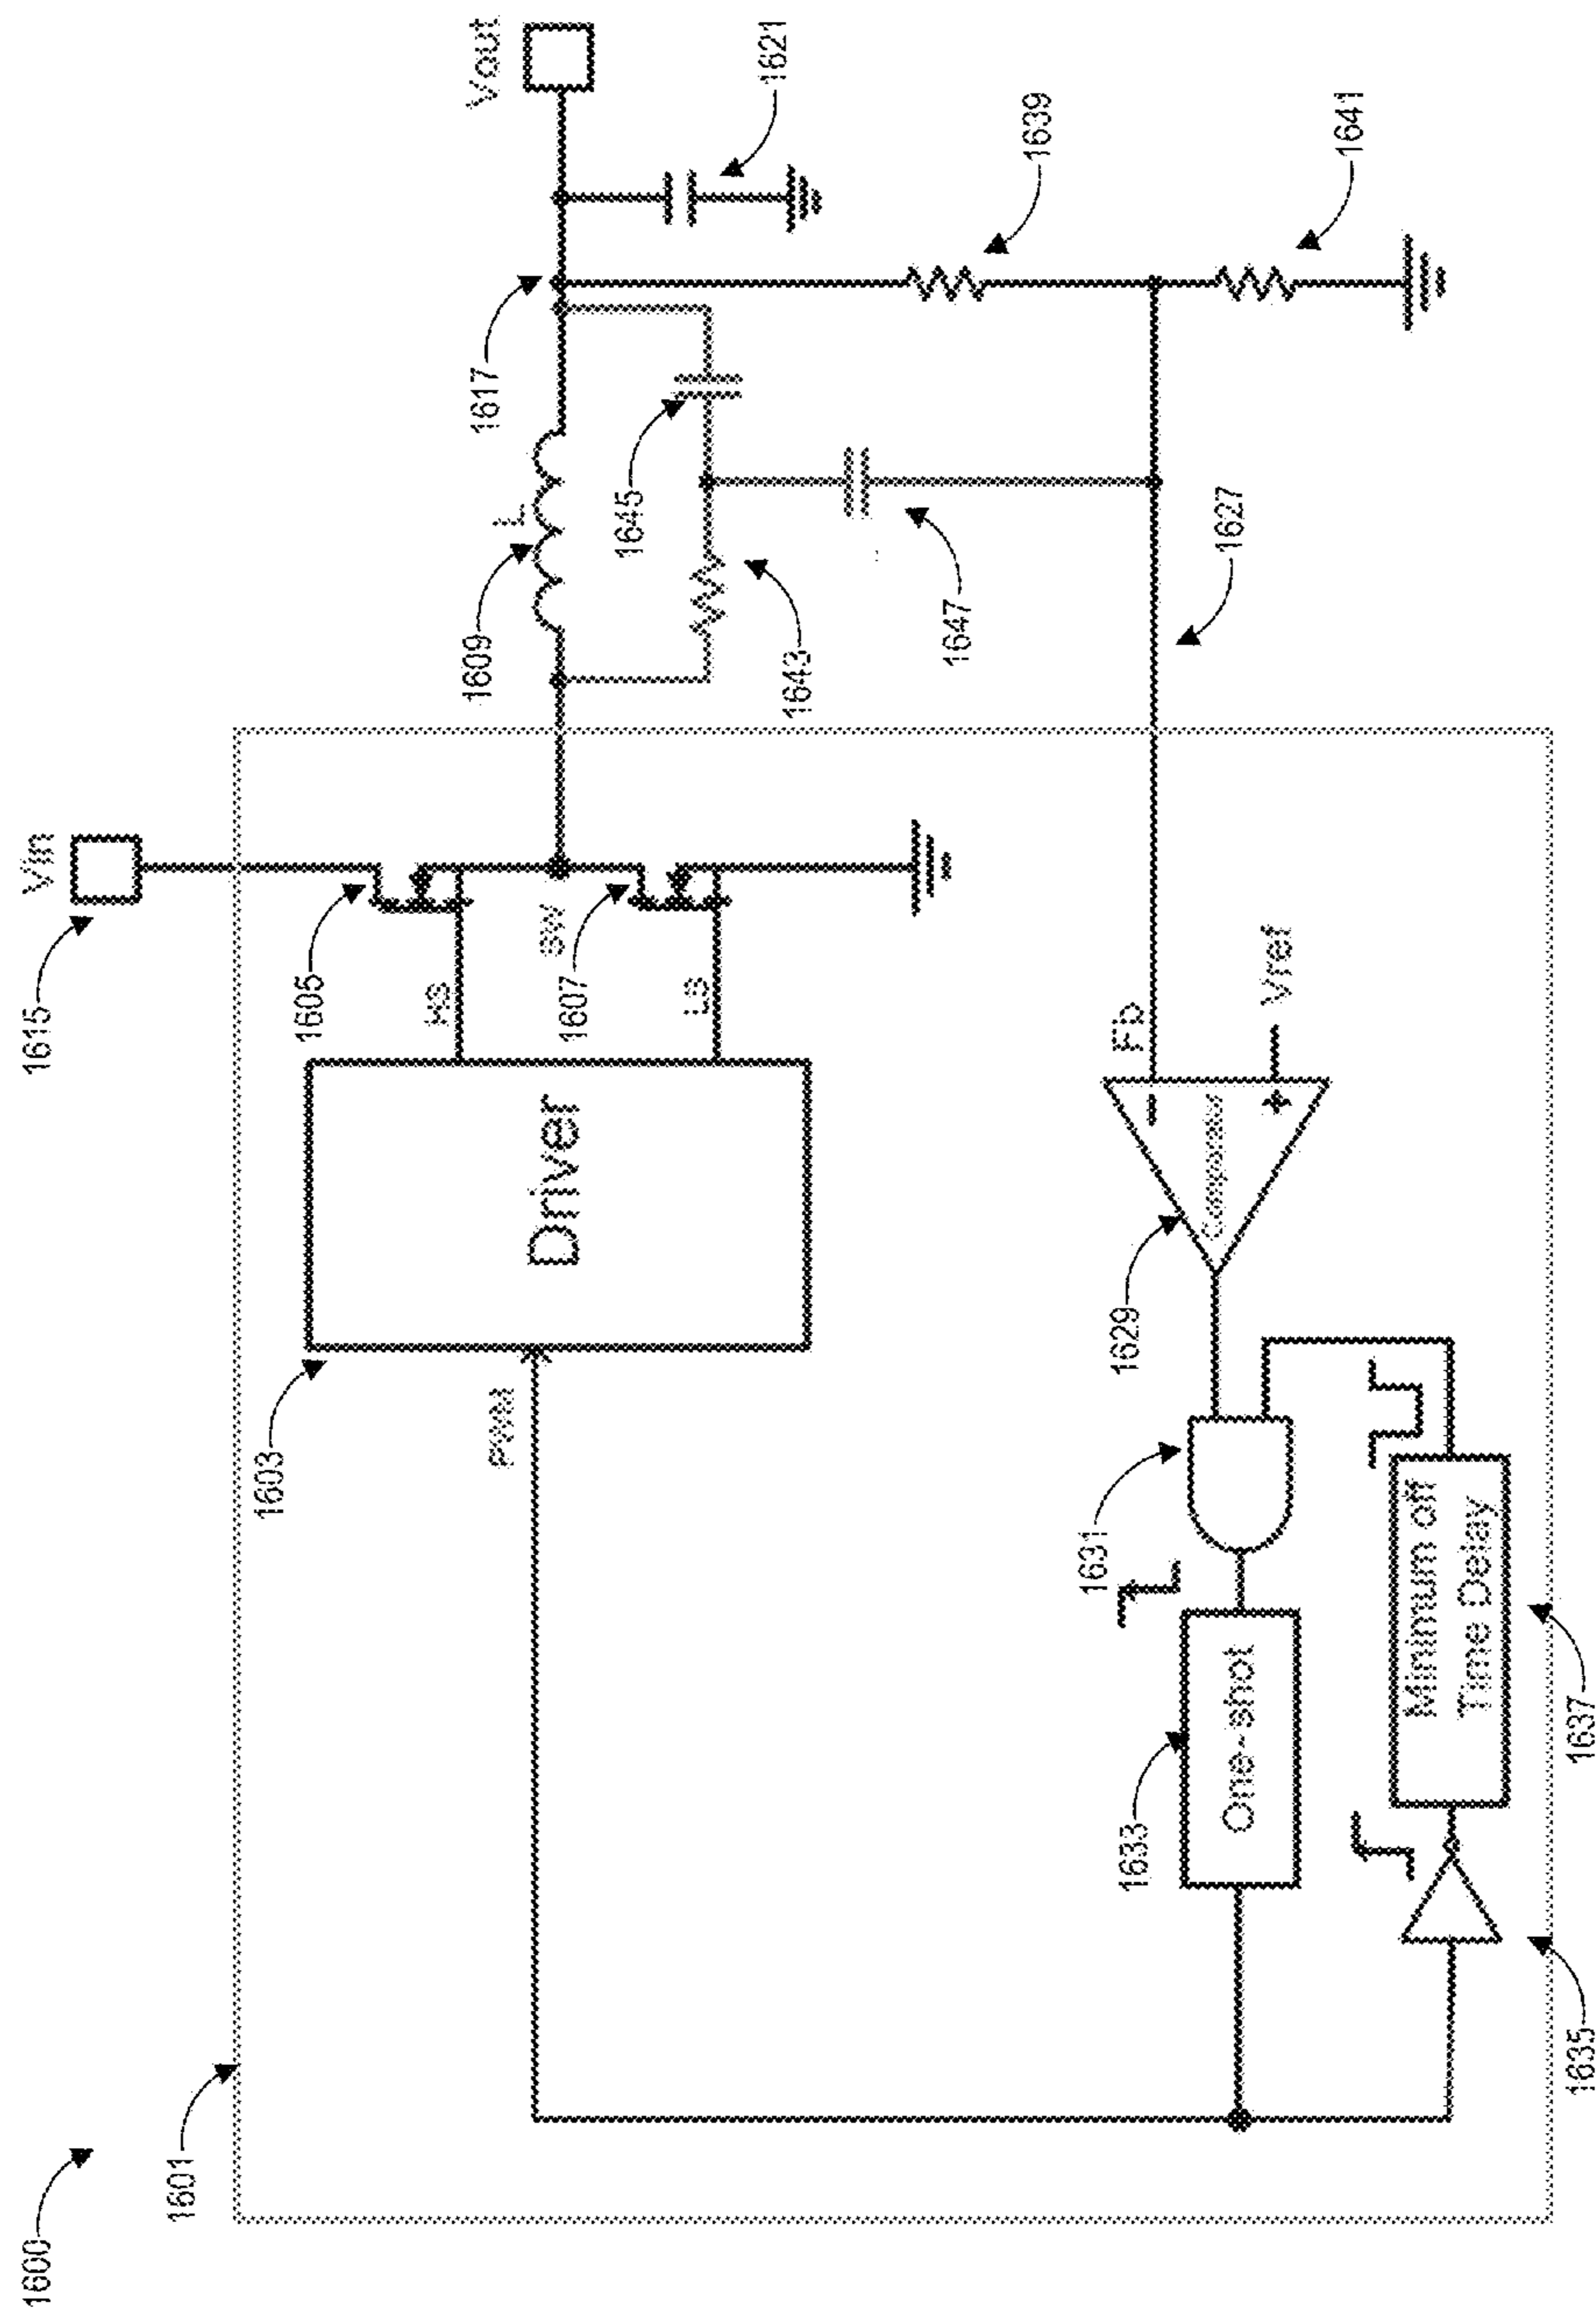 1600
1601
1615
Vin
1603
Driver
PWM
HS
LS
SW
1605
1607
1609
L
1617
Vout
1621
1645
1643
1647
1639
1641
1627
Fb
Vref
Comparator
1629
1631
1633
One-shot
Minimum off
Time Delay
1635
1637